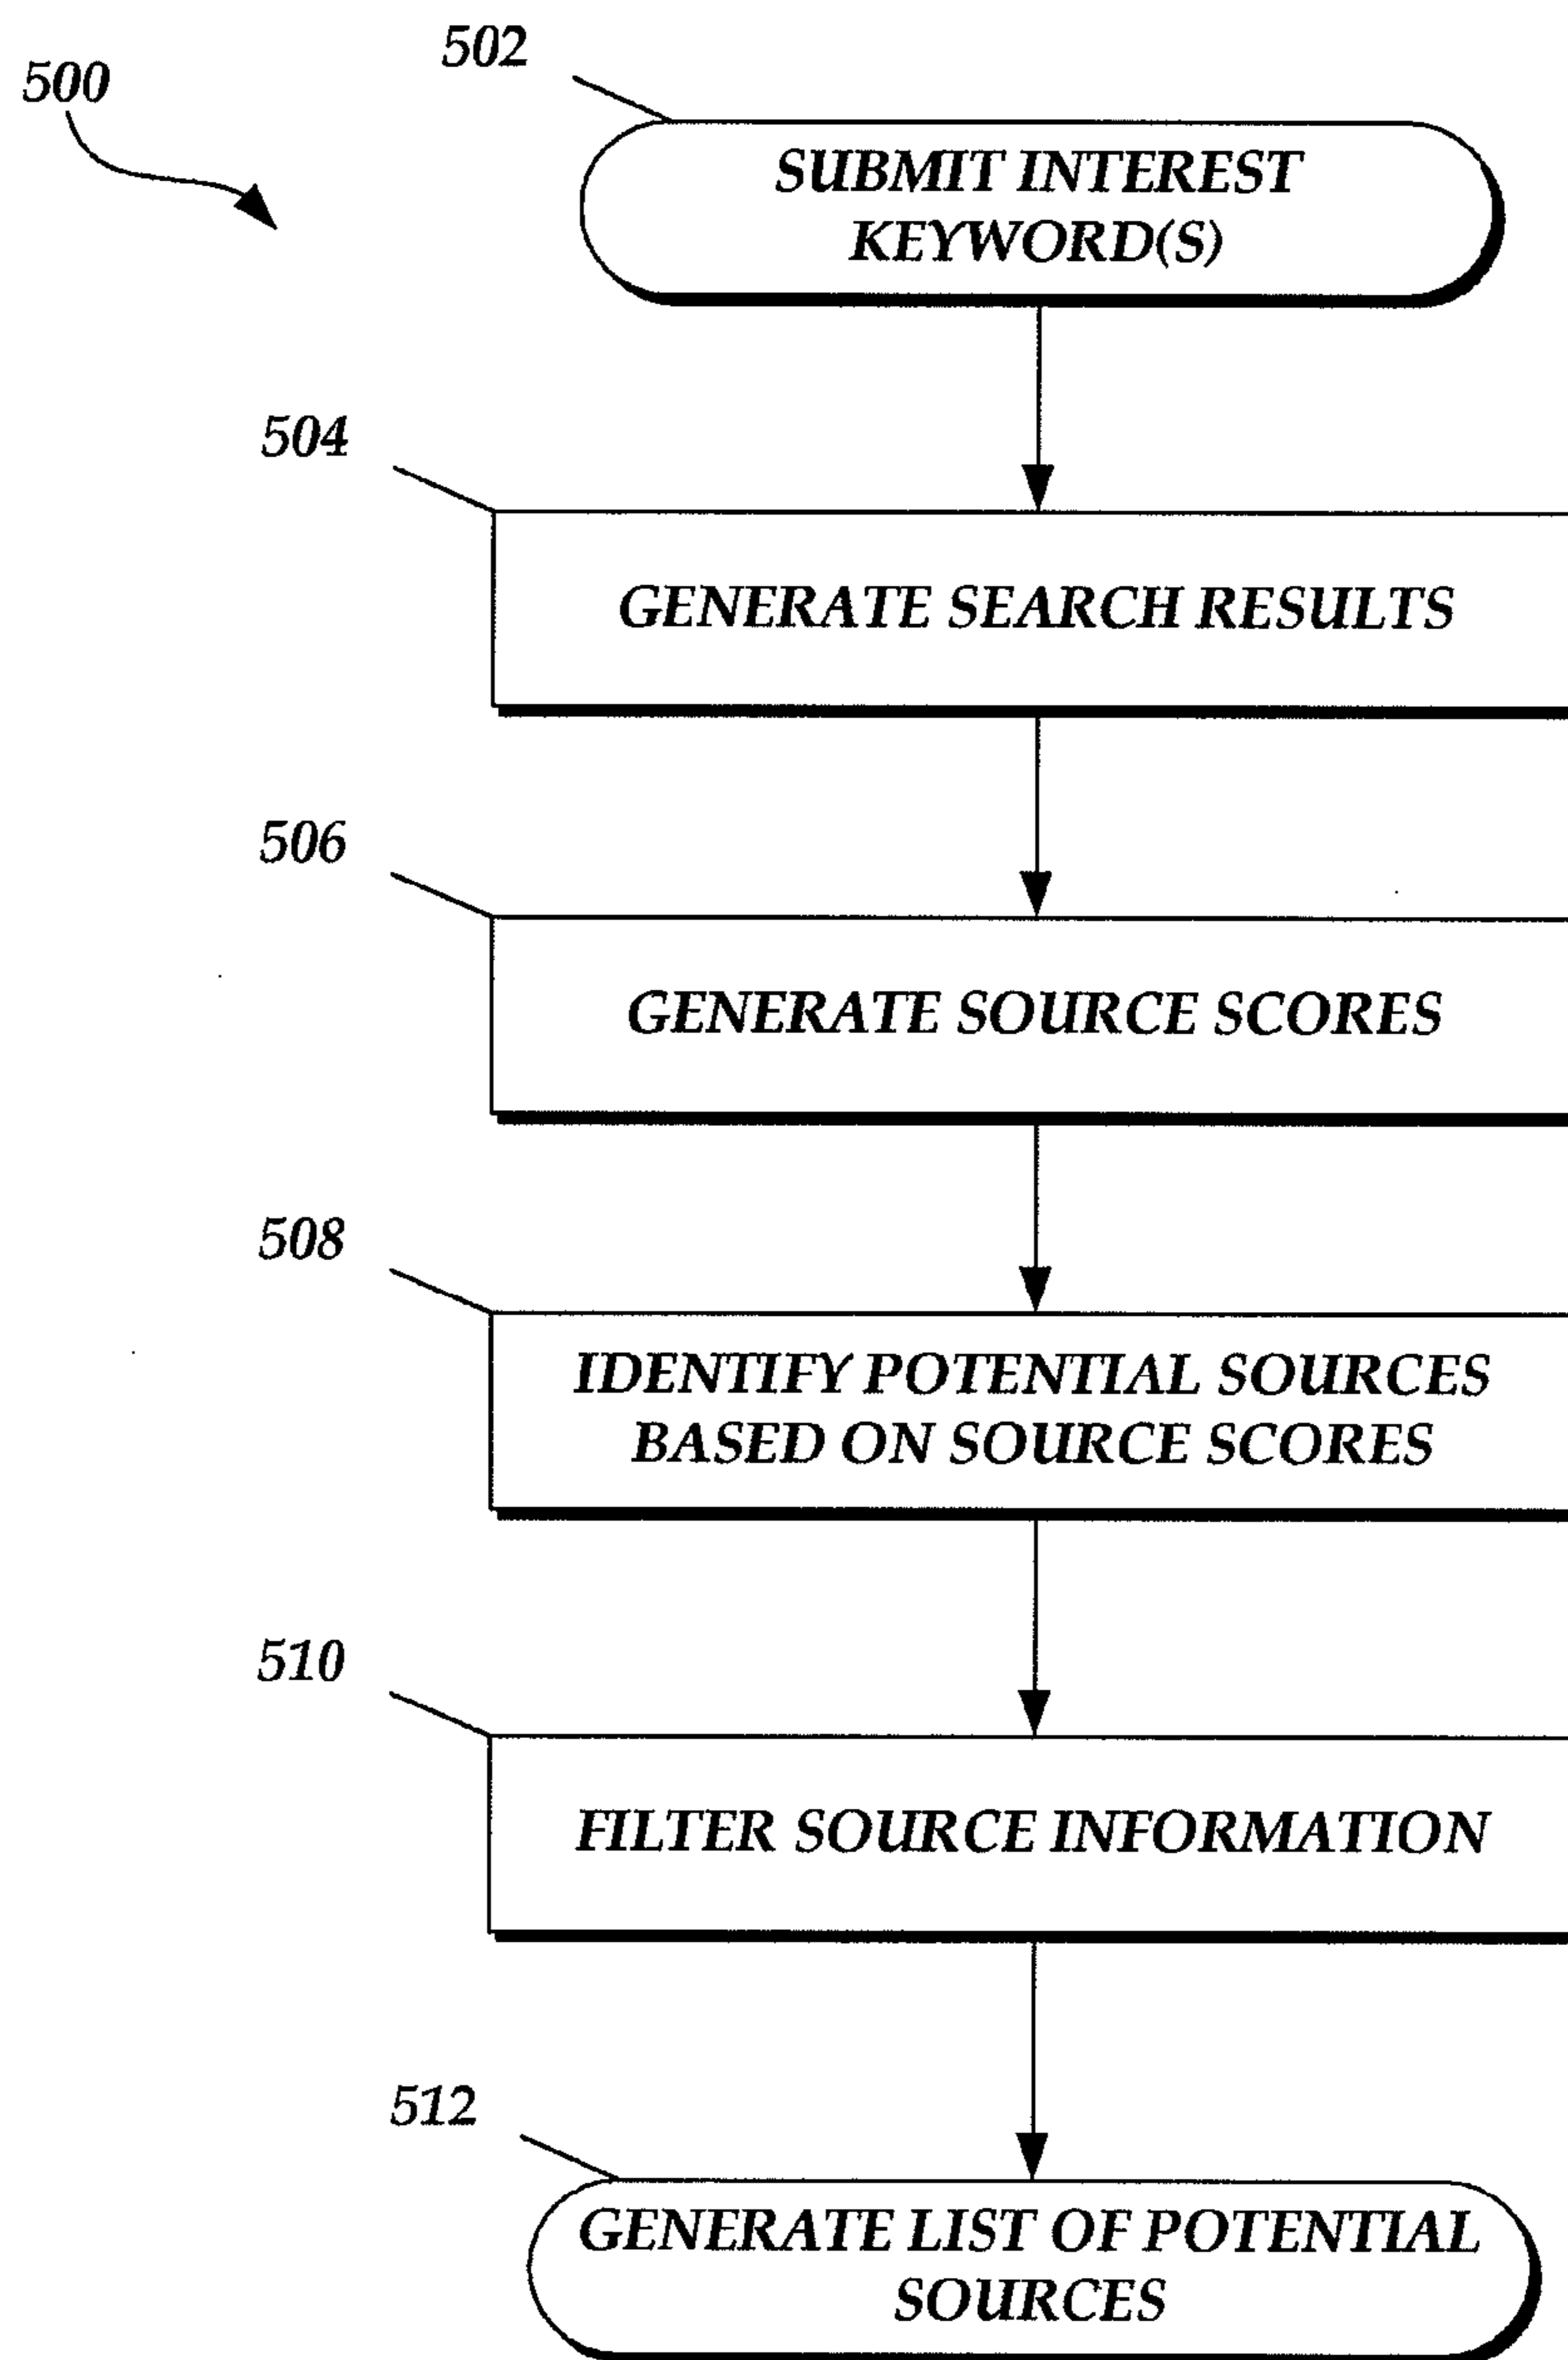 502
500
SUBMIT INTEREST
KEYWORD(S)
504
GENERATE SEARCH RESULTS
506
GENERATE SOURCE SCORES
508
IDENTIFY POTENTIAL SOURCES
BASED ON SOURCE SCORES
510
FILTER SOURCE INFORMATION
512
GENERATE LIST OF POTENTIAL
SOURCES